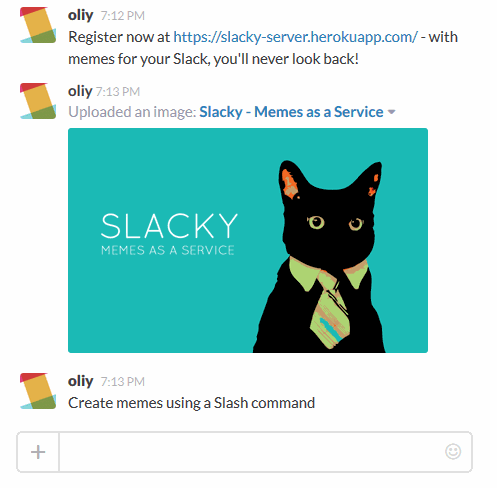 oliy 7:12 PM
Register now at https://slacky-server.herokuapp.com/ - with
memes for your Slack, you'll never look back!
oliy 7:13 PM
Uploaded an image: Slacky - Memes as a Service
SLACKY
MEMES AS A SERVICE
oliy 7:13 PM
Create memes using a Slash command